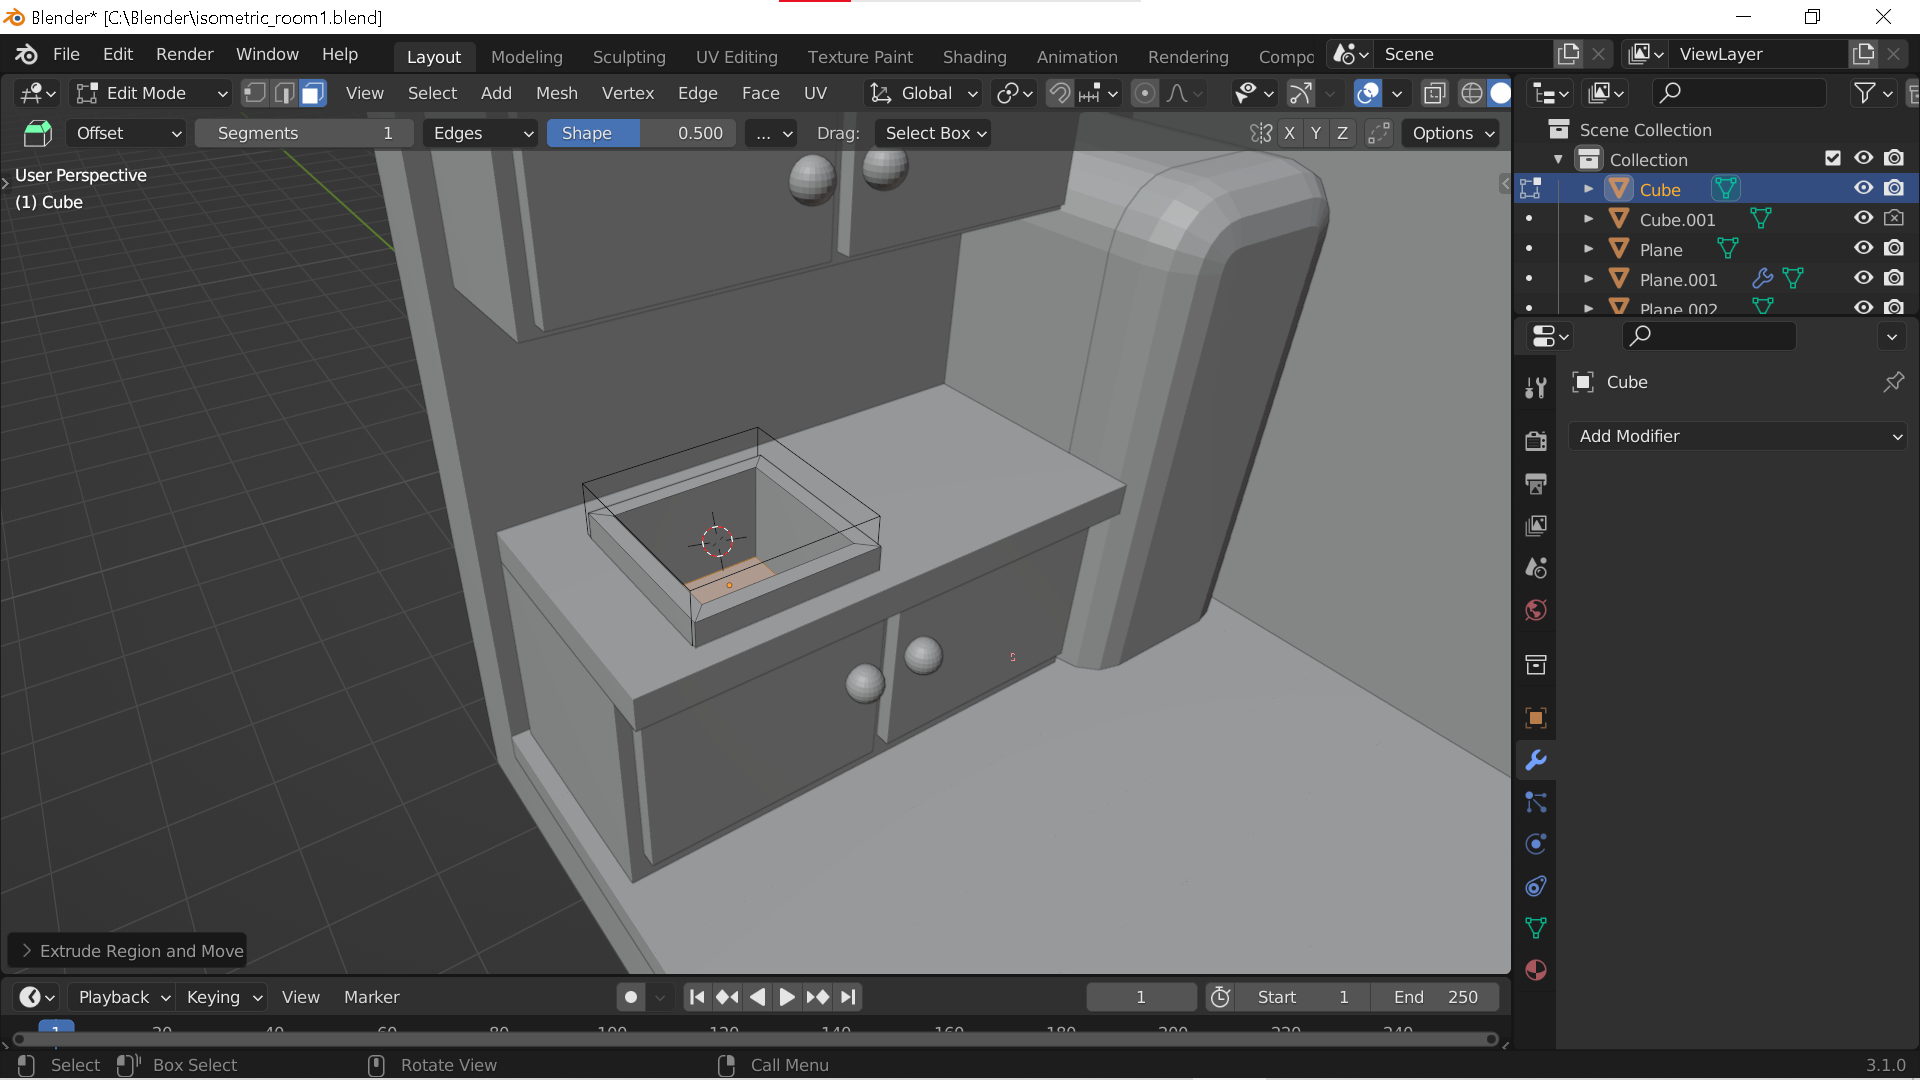 Blender* [C:\Blender\isometric_room1.blend]
File Edit Render Window Help Layout Modeling Sculpting UV Editing Texture Paint Shading Animation Rendering Compo Scene ViewLayer
Edit Mode View Select Add Mesh Vertex Edge Face UV Global
Offset Segments 1 Edges Shape 0.500 ... Drag: Select Box X Y Z Options
User Perspective
(1) Cube
Scene Collection
Collection
Cube
Cube.001
Plane
Plane.001
Plane.002
Cube
Add Modifier
Extrude Region and Move
Playback Keying View Marker 1 Start 1 End 250
1 20 40 60 80 100 120 140 160 180 200 220 240
Select Box Select Rotate View Call Menu 3.1.0